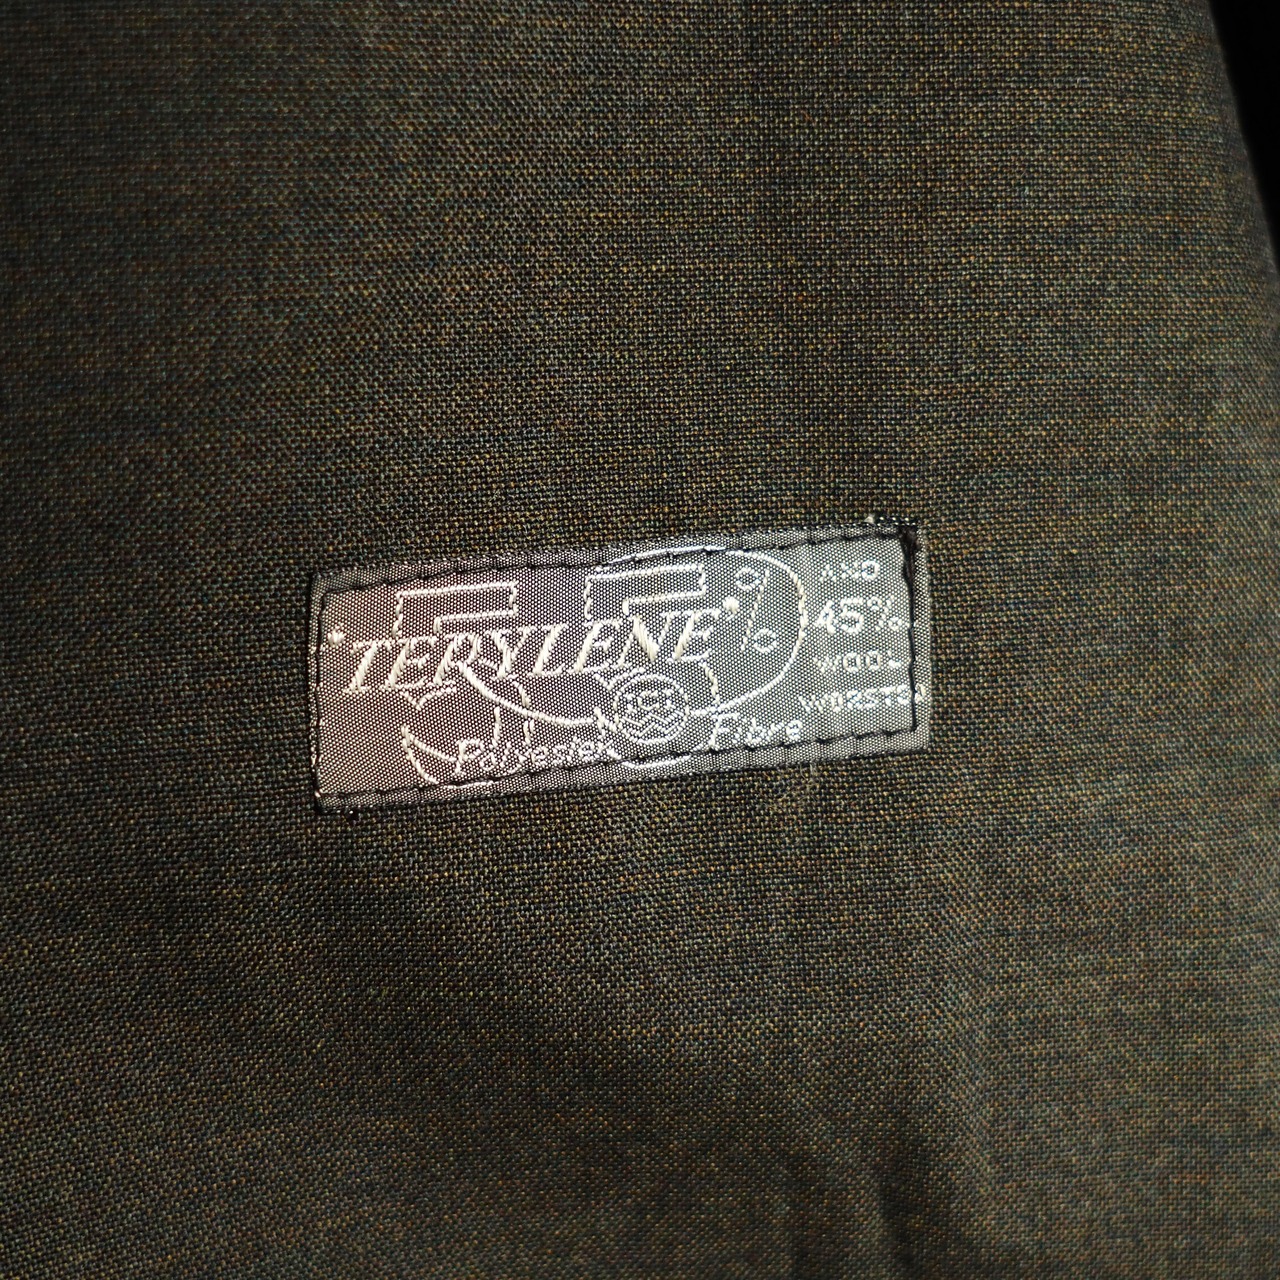 55%
'TERYLENE'
Polyester Fibre
ICI
AND
45%
WOOL
WORSTED